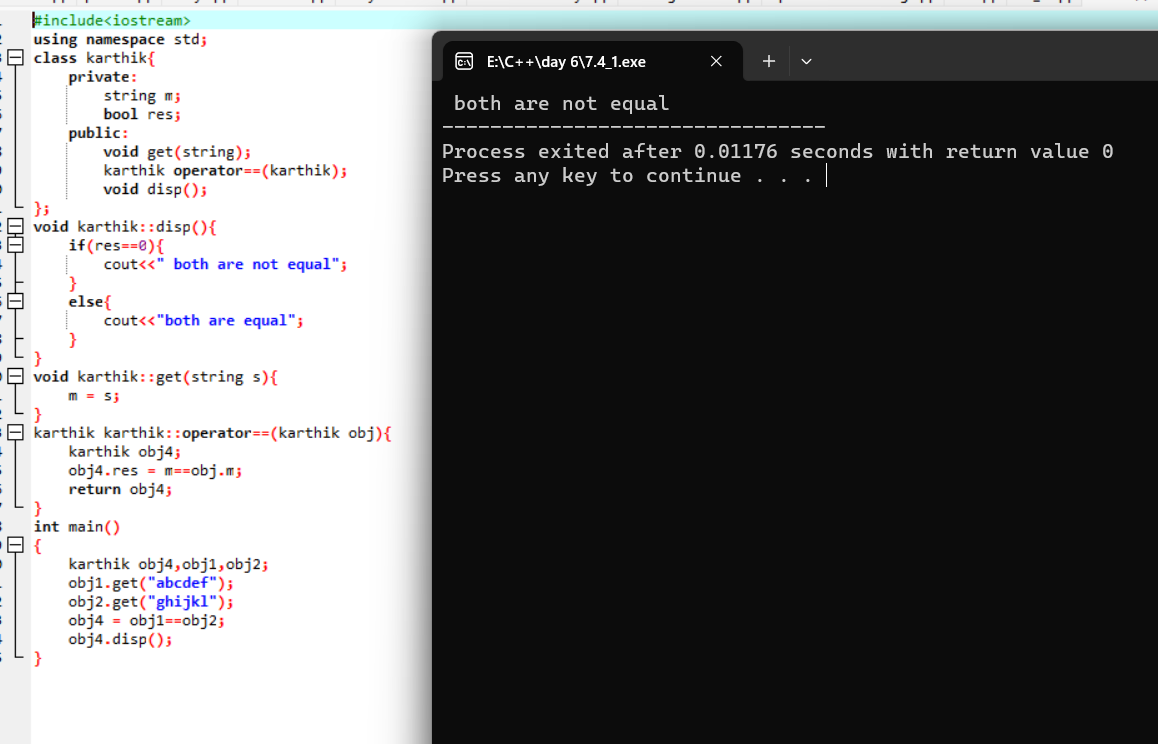 #include<iostream>
using namespace std;
class karthik{
    private:
        string m;
        bool res;
    public:
        void get(string);
        karthik operator==(karthik);
        void disp();
};
void karthik::disp(){
    if(res==0){
        cout<<" both are not equal";
    }
    else{
        cout<<"both are equal";
    }
}
void karthik::get(string s){
    m = s;
}
karthik karthik::operator==(karthik obj){
    karthik obj4;
    obj4.res = m==obj.m;
    return obj4;
}
int main()
{
    karthik obj4,obj1,obj2;
    obj1.get("abcdef");
    obj2.get("ghijkl");
    obj4 = obj1==obj2;
    obj4.disp();
}
E:\C++\day 6\7.4_1.exe
 both are not equal
--------------------------------
Process exited after 0.01176 seconds with return value 0
Press any key to continue . . .